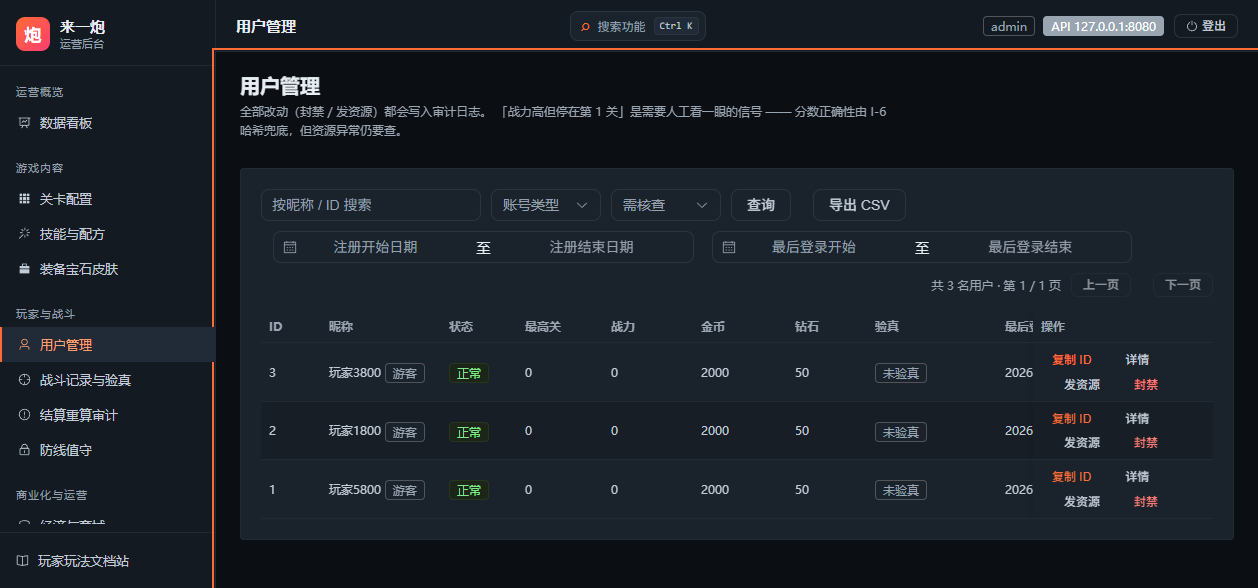 炮 来一炮
运营后台
用户管理
搜索功能 Ctrl K
admin
API 127.0.0.1:8080
登出
运营概览
数据看板
游戏内容
关卡配置
技能与配方
装备宝石皮肤
玩家与战斗
用户管理
战斗记录与验真
结算重算审计
防线值守
商业化与运营
玩家玩法文档站
用户管理
全部改动（封禁 / 发资源）都会写入审计日志。 「战力高但停在第 1 关」是需要人工看一眼的信号 —— 分数正确性由 I-6
哈希兜底，但资源异常仍要查。
按昵称 / ID 搜索 账号类型 需核查 查询 导出 CSV
注册开始日期 至 注册结束日期 最后登录开始 至 最后登录结束
共 3 名用户 · 第 1 / 1 页 上一页 下一页
ID 昵称 状态 最高关 战力 金币 钻石 验真 最后 操作
3 玩家3800 游客 正常 0 0 2000 50 未验真 2026 复制 ID 详情
发资源 封禁
2 玩家1800 游客 正常 0 0 2000 50 未验真 2026 复制 ID 详情
发资源 封禁
1 玩家5800 游客 正常 0 0 2000 50 未验真 2026 复制 ID 详情
发资源 封禁